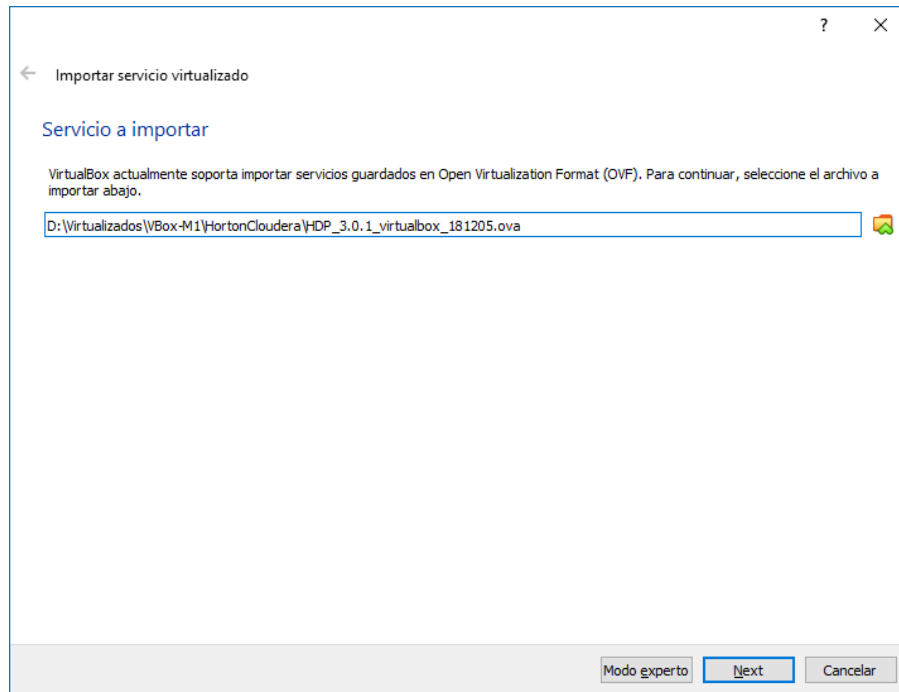 ?
Importar servicio virtualizado
Servicio a importar
VirtualBox actualmente soporta importar servicios guardados en Open Virtualization Format (OVF). Para continuar, seleccione el archivo a
importar abajo.
D:\Virtualizados\VBox-M1\HortonCloudera\HDP_3.0.1_virtualbox_181205.ova
Modo experto Next Cancelar